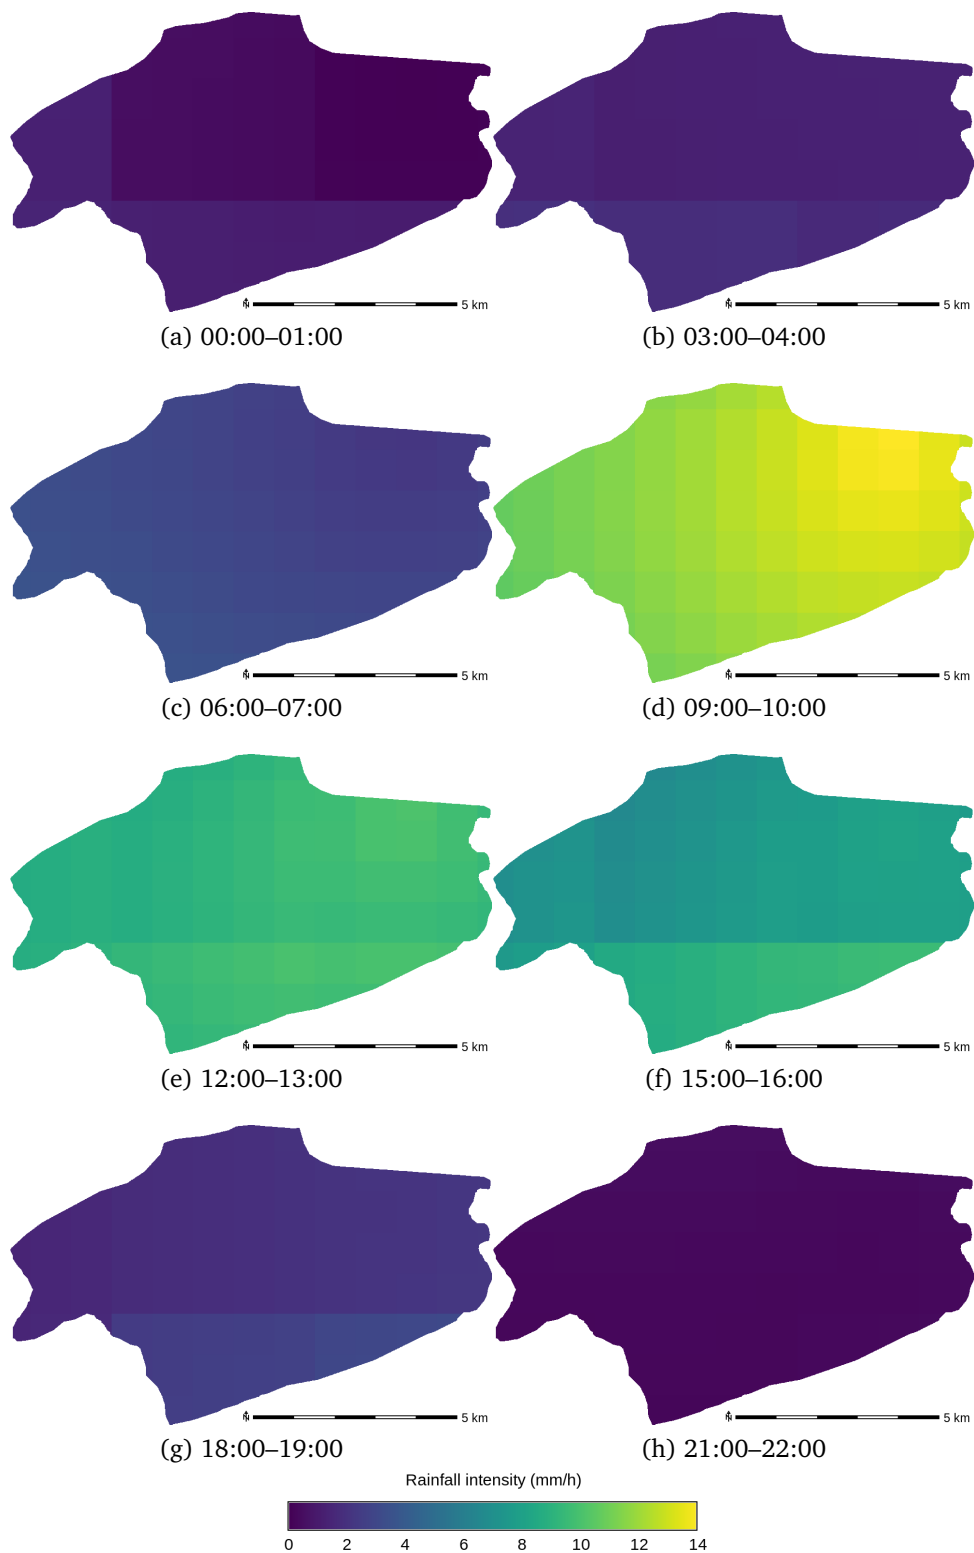 N 5 km N 5 km
(a) 00:00–01:00 (b) 03:00–04:00
N 5 km N 5 km
(c) 06:00–07:00 (d) 09:00–10:00
N 5 km N 5 km
(e) 12:00–13:00 (f) 15:00–16:00
N 5 km N 5 km
(g) 18:00–19:00 (h) 21:00–22:00
Rainfall intensity (mm/h)
0 2 4 6 8 10 12 14